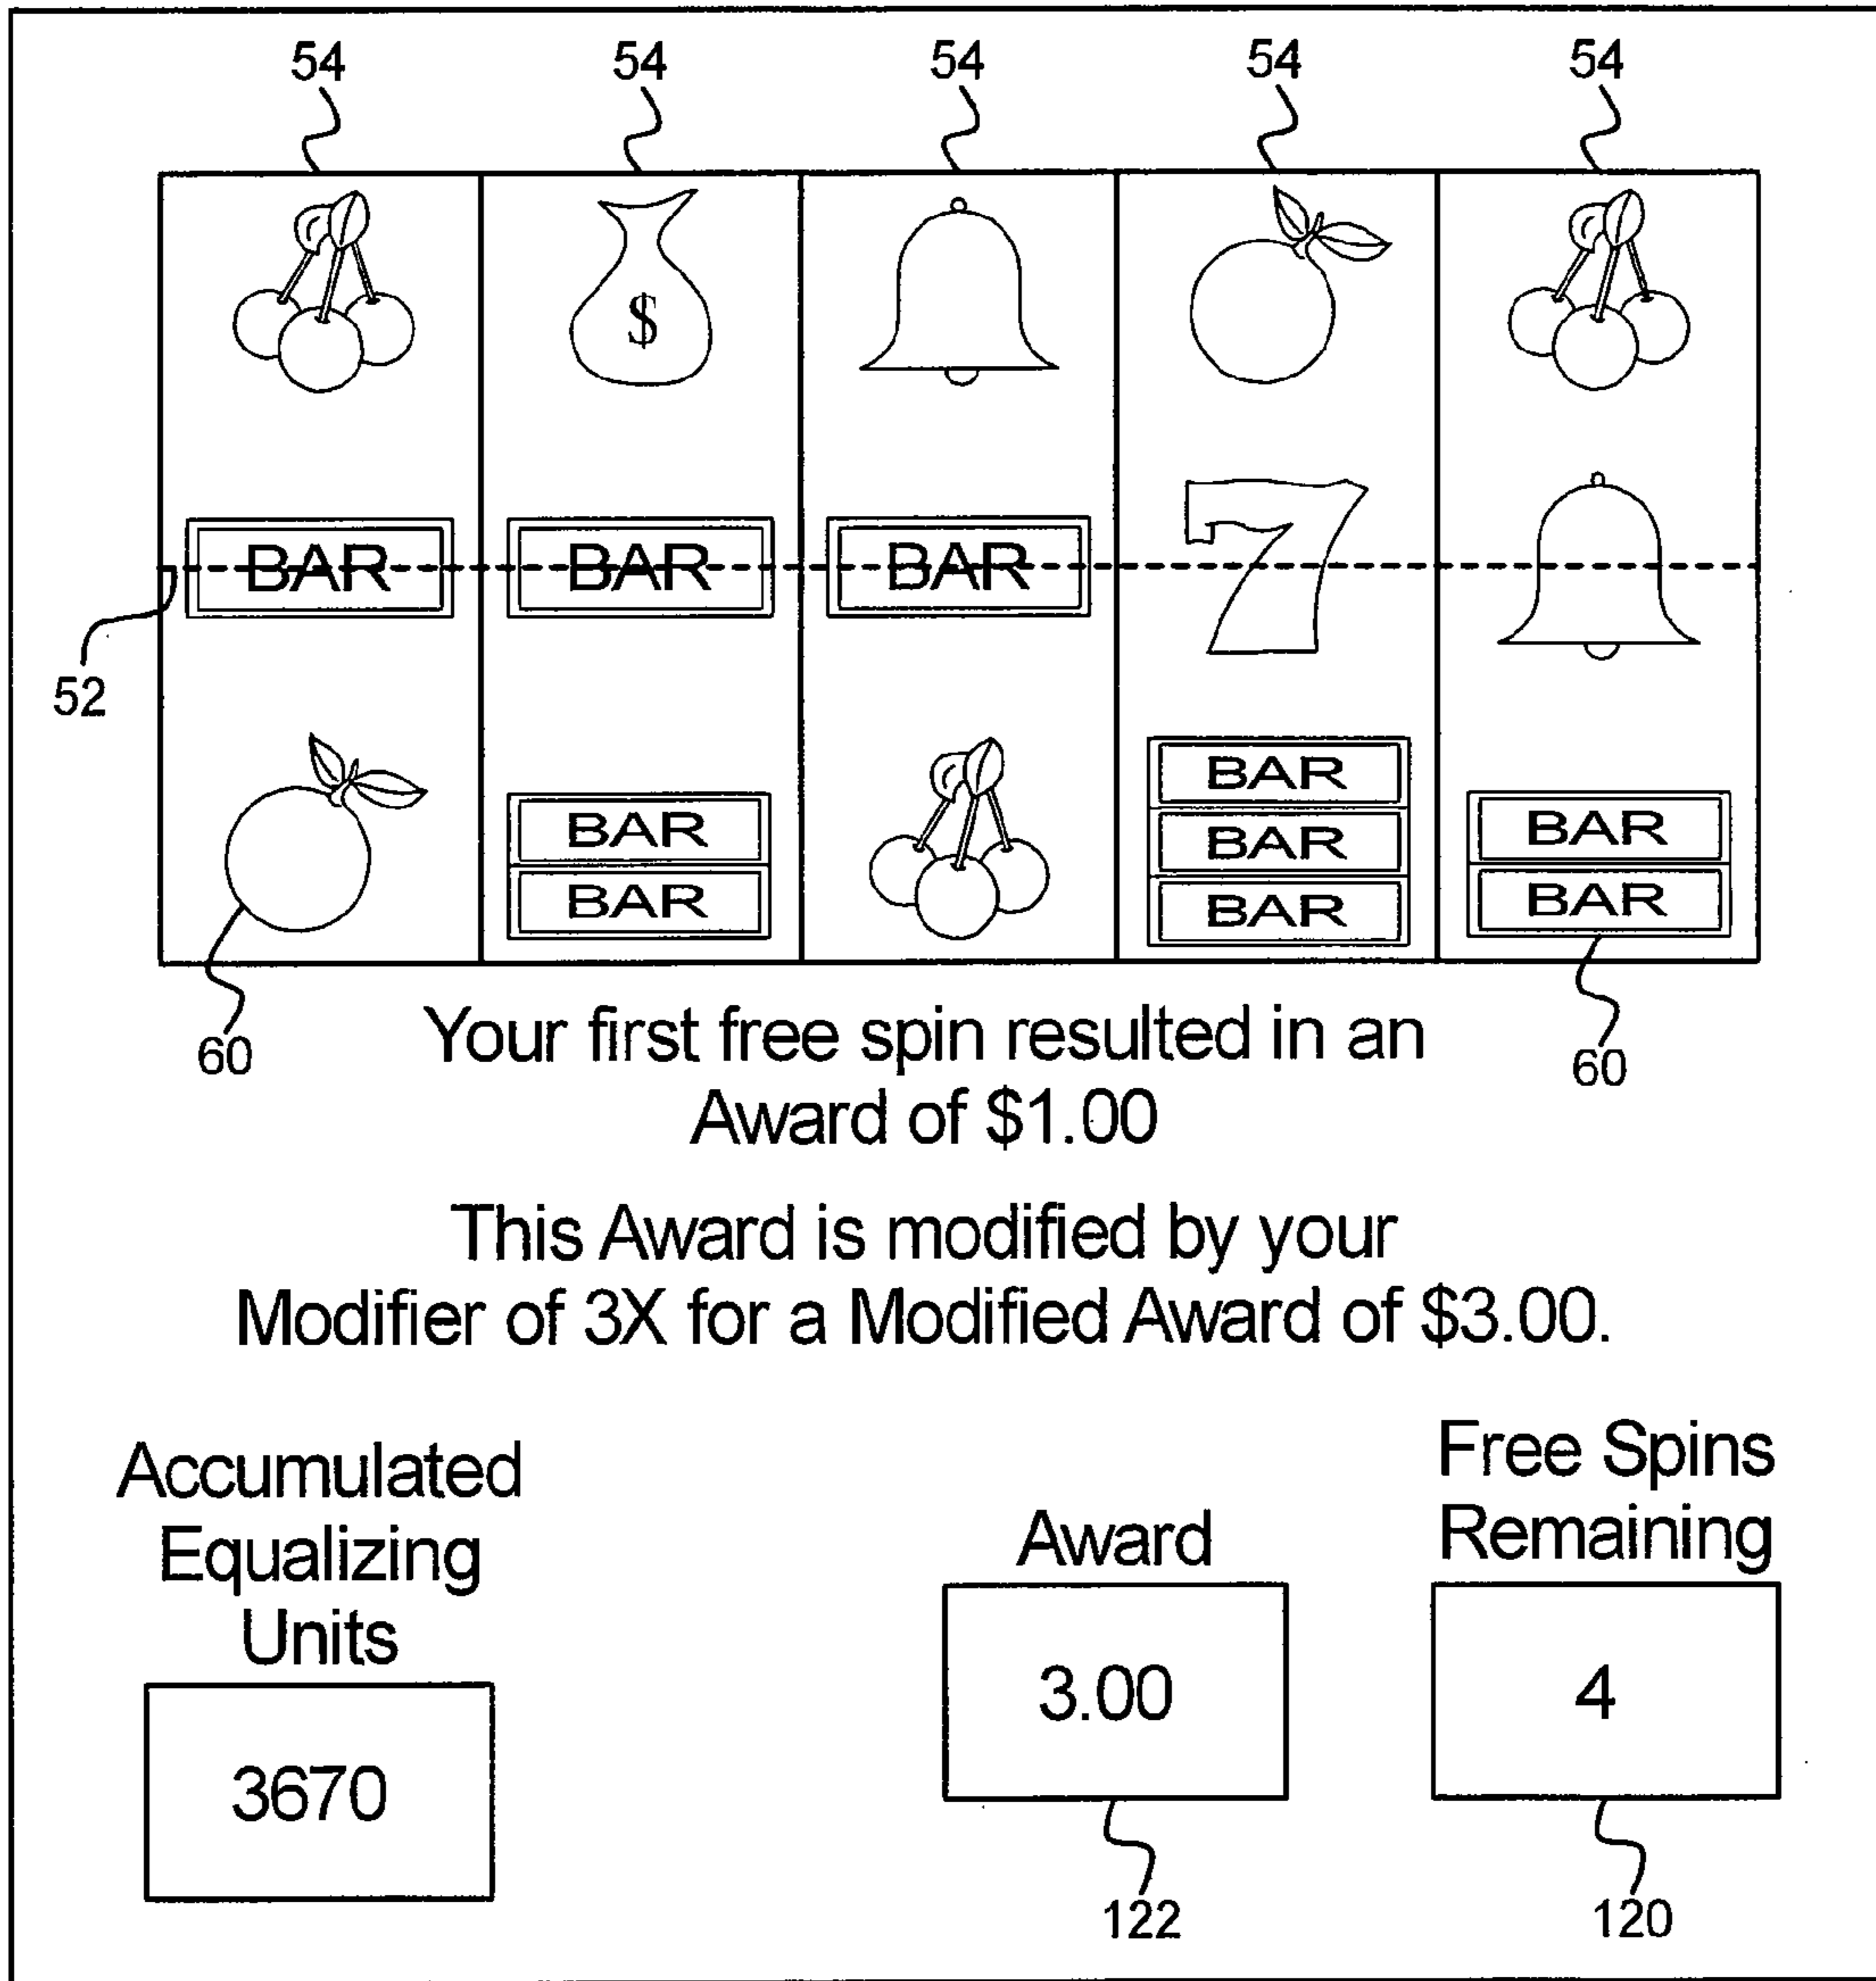 54 54 54 54 54
$
BAR BAR BAR 7
52
BAR
BAR BAR BAR
BAR BAR BAR BAR
60 60
Your first free spin resulted in an
Award of $1.00
This Award is modified by your
Modifier of 3X for a Modified Award of $3.00.
Accumulated
Equalizing
Units
3670
Award
3.00
122
Free Spins
Remaining
4
120